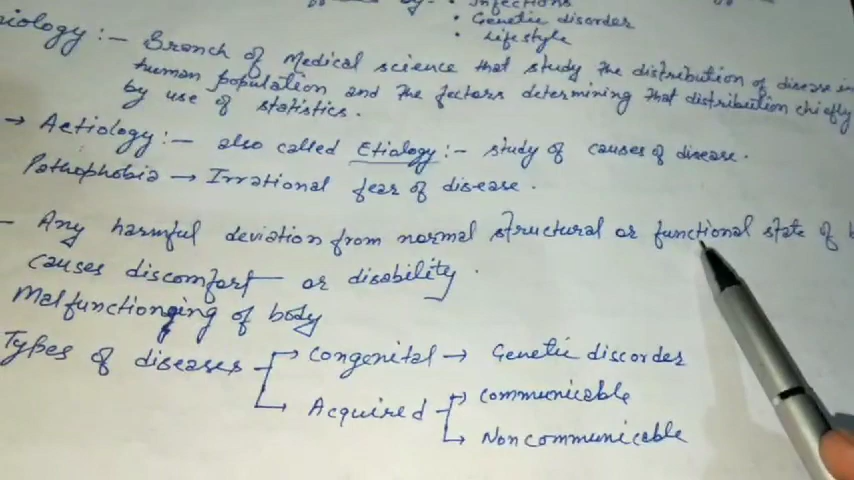 by - • Infections
• Genetic disorder
• Lifestyle
iology :- Branch of Medical science that study the distribution of disease in
human population and the factors determining that distribution chiefly
by use of statistics.
→ Aetiology :- also called Etiology :- study of causes of disease.
Pathophobia → Irrational fear of disease.
- Any harmful deviation from normal structural or functional state of b
causes discomfort or disability.
Malfunctionging of body
Types of diseases
Congenital → Genetic discorder
Acquired
Communicable
Noncommunicable